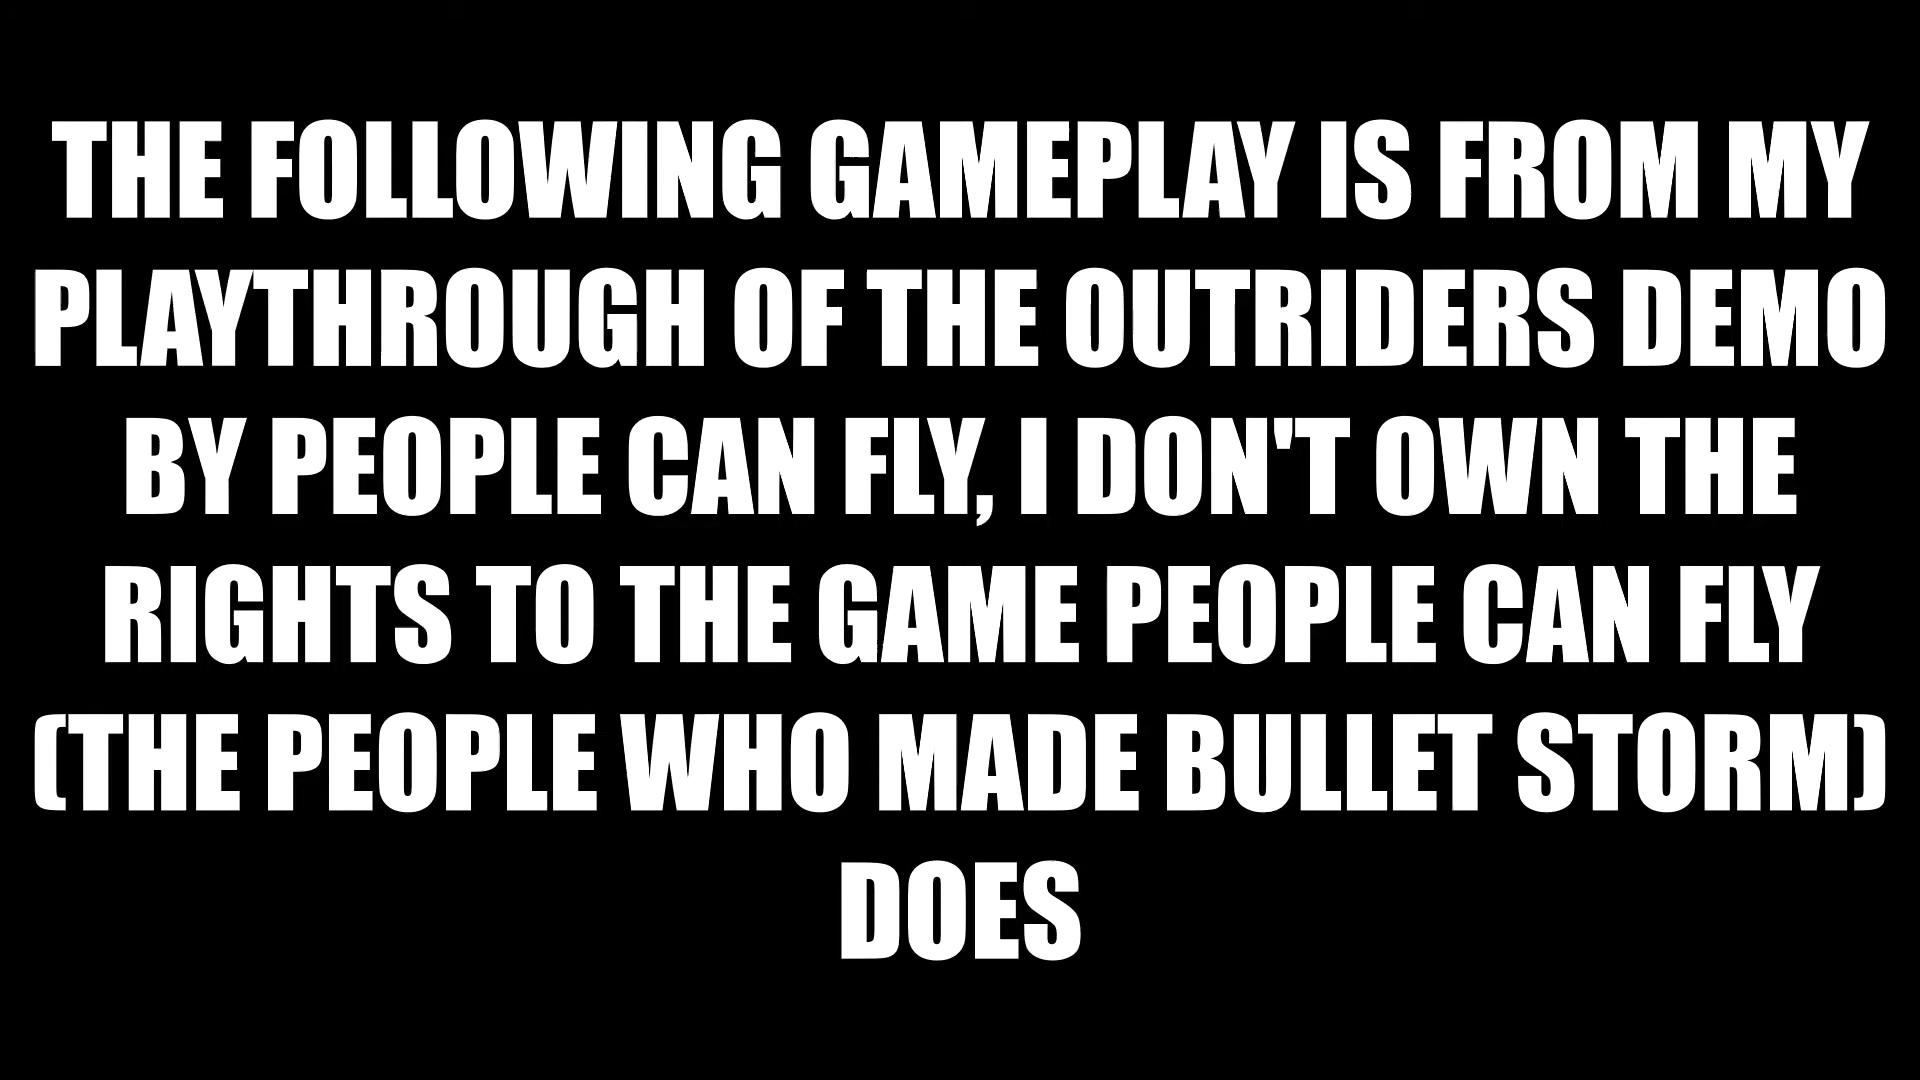 THE FOLLOWING GAMEPLAY IS FROM MY
PLAYTHROUGH OF THE OUTRIDERS DEMO
BY PEOPLE CAN FLY, I DON'T OWN THE
RIGHTS TO THE GAME PEOPLE CAN FLY
(THE PEOPLE WHO MADE BULLET STORM)
DOES